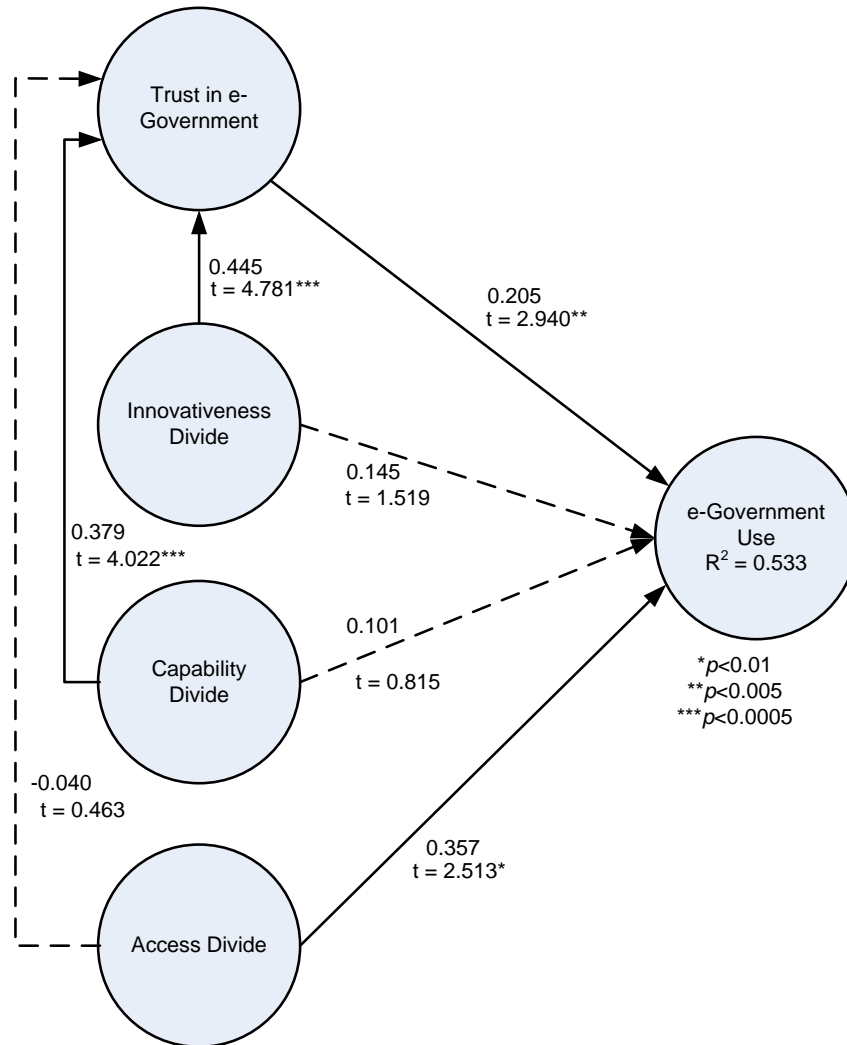 Trust in e-
Government
0.445
t = 4.781***
0.205
t = 2.940**
Innovativeness
Divide
0.145
t = 1.519
e-Government
Use
R² = 0.533
0.379
t = 4.022***
0.101
t = 0.815
Capability
Divide
*p<0.01
**p<0.005
***p<0.0005
-0.040
t = 0.463
0.357
t = 2.513*
Access Divide